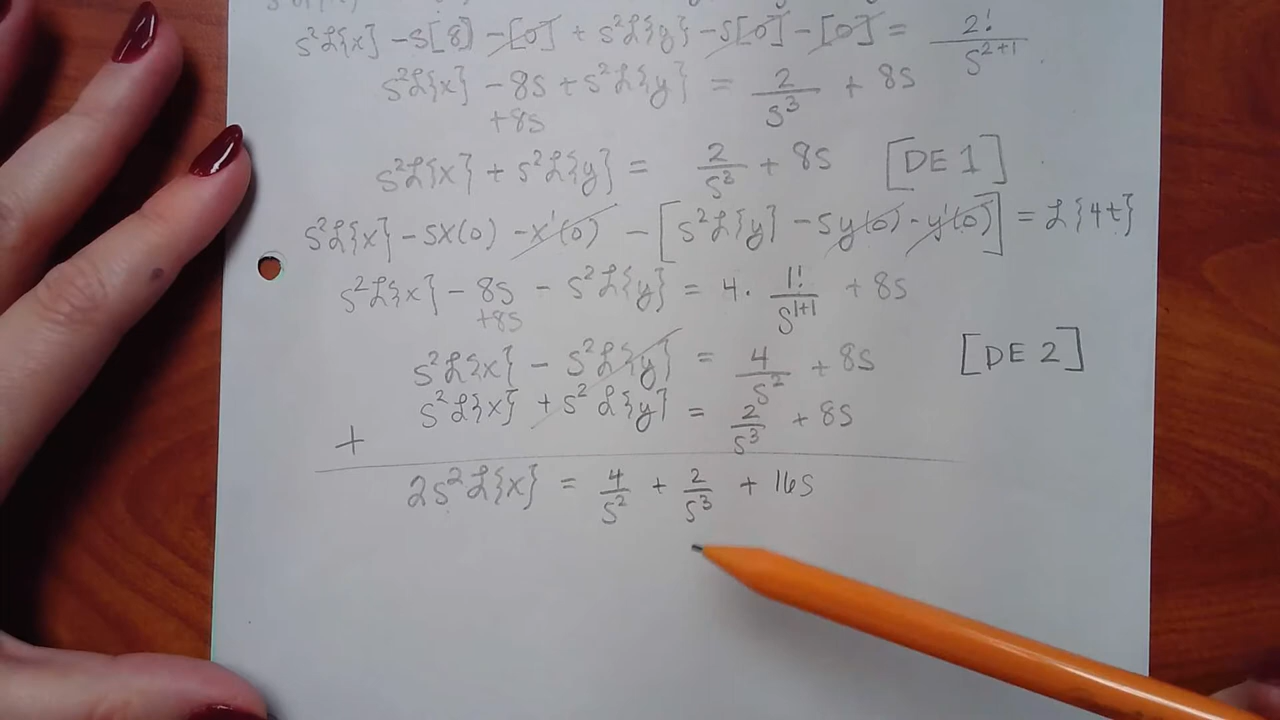 s²ℒ{x} - s[8] - [0] + s²ℒ{y} - s[0] - [0] = 2!/s^(2+1)
s²ℒ{x} - 8s + s²ℒ{y} = 2/s³ + 8s
+8s
s²ℒ{x} + s²ℒ{y} = 2/s³ + 8s [DE 1]
s²ℒ{x} - sx(0) - x'(0) - [s²ℒ{y} - sy(0) - y'(0)] = ℒ{4t}
s²ℒ{x} - 8s - s²ℒ{y} = 4 · 1!/s^(1+1) + 8s
+8s
s²ℒ{x} - s²ℒ{y} = 4/s² + 8s [DE 2]
s²ℒ{x} + s²ℒ{y} = 2/s³ + 8s
+
2s²ℒ{x} = 4/s² + 2/s³ + 16s